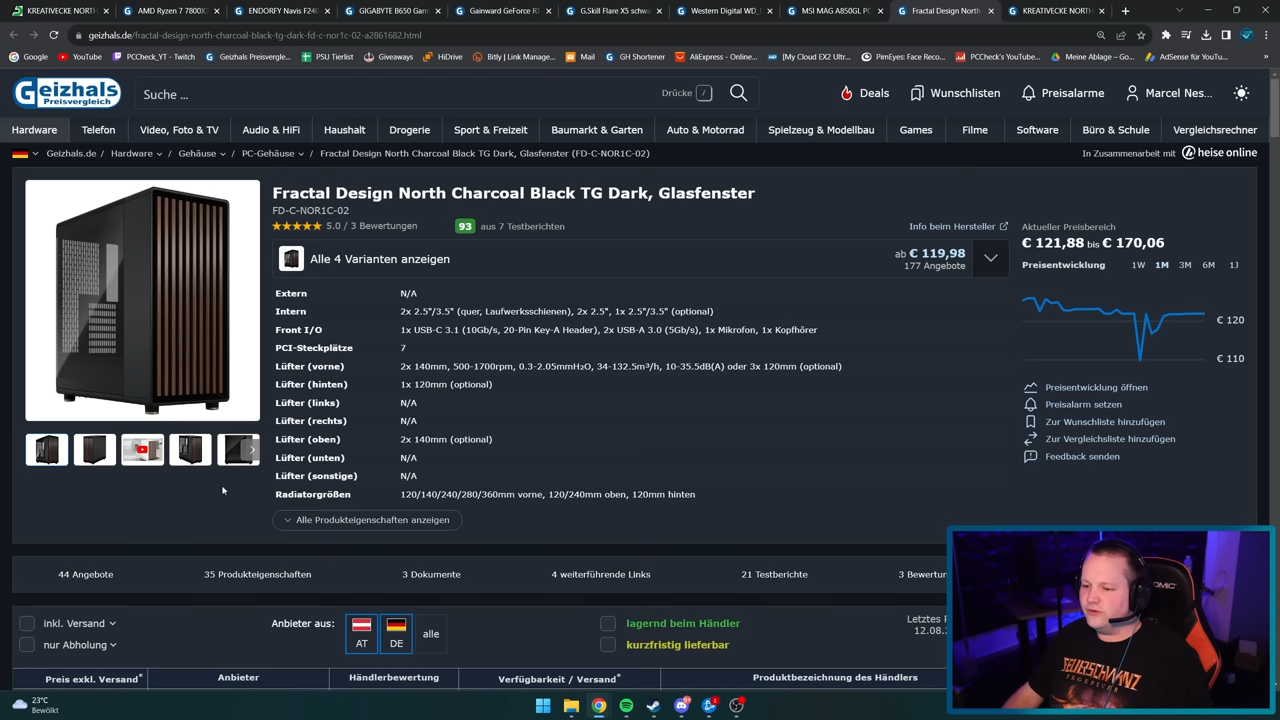 KREATIVECKE NORTH
AMD Ryzen 7 7800X
ENDORFY Navis F240
GIGABYTE B650 Gam
Gainward GeForce RT
G.Skill Flare X5 schwa
Western Digital WD_
MSI MAG A850GL PC
Fractal Design North
KREATIVECKE NORTH
geizhals.de/fractal-design-north-charcoal-black-tg-dark-fd-c-nor1c-02-a2861682.html
Google
YouTube
PCCheck_YT - Twitch
Geizhals Preisvergle...
PSU Tierlist
Giveaways
HiDrive
Bitly | Link Manage...
Mail
GH Shortener
AliExpress - Online...
[My Cloud EX2 Ultr...
PimEyes: Face Reco...
PCCheck's YouTube...
Meine Ablage – Go...
AdSense für YouTu...
Geizhals
Preisvergleich
Suche ...
Drücke /
Deals
Wunschlisten
Preisalarme
Marcel Nes...
Hardware
Telefon
Video, Foto & TV
Audio & HiFi
Haushalt
Drogerie
Sport & Freizeit
Baumarkt & Garten
Auto & Motorrad
Spielzeug & Modellbau
Games
Filme
Software
Büro & Schule
Vergleichsrechner
Geizhals.de / Hardware / Gehäuse / PC-Gehäuse / Fractal Design North Charcoal Black TG Dark, Glasfenster (FD-C-NOR1C-02)
In Zusammenarbeit mit heise online
Fractal Design North Charcoal Black TG Dark, Glasfenster
FD-C-NOR1C-02
5.0 / 3 Bewertungen
93 aus 7 Testberichten
Info beim Hersteller
Alle 4 Varianten anzeigen
ab € 119,98
177 Angebote
Extern N/A
Intern 2x 2.5"/3.5" (quer, Laufwerksschienen), 2x 2.5", 1x 2.5"/3.5" (optional)
Front I/O 1x USB-C 3.1 (10Gb/s, 20-Pin Key-A Header), 2x USB-A 3.0 (5Gb/s), 1x Mikrofon, 1x Kopfhörer
PCI-Steckplätze 7
Lüfter (vorne) 2x 140mm, 500-1700rpm, 0.3-2.05mmH₂O, 34-132.5m³/h, 10-35.5dB(A) oder 3x 120mm (optional)
Lüfter (hinten) 1x 120mm (optional)
Lüfter (links) N/A
Lüfter (rechts) N/A
Lüfter (oben) 2x 140mm (optional)
Lüfter (unten) N/A
Lüfter (sonstige) N/A
Radiatorgrößen 120/140/240/280/360mm vorne, 120/240mm oben, 120mm hinten
Alle Produkteigenschaften anzeigen
Aktueller Preisbereich
€ 121,88 bis € 170,06
Preisentwicklung 1W 1M 3M 6M 1J
€ 120
€ 110
Preisentwicklung öffnen
Preisalarm setzen
Zur Wunschliste hinzufügen
Zur Vergleichsliste hinzufügen
Feedback senden
44 Angebote
35 Produkteigenschaften
3 Dokumente
4 weiterführende Links
21 Testberichte
3 Bewertun
inkl. Versand
nur Abholung
Anbieter aus:
AT
DE
alle
lagernd beim Händler
kurzfristig lieferbar
Letztes P
12.08.2
Preis exkl. Versand*
Anbieter
Händlerbewertung
Verfügbarkeit / Versand*
Produktbezeichnung des Händlers
OMIC
FEUERSCHWANZ
FEGEFEUER
23°C
Bewölkt